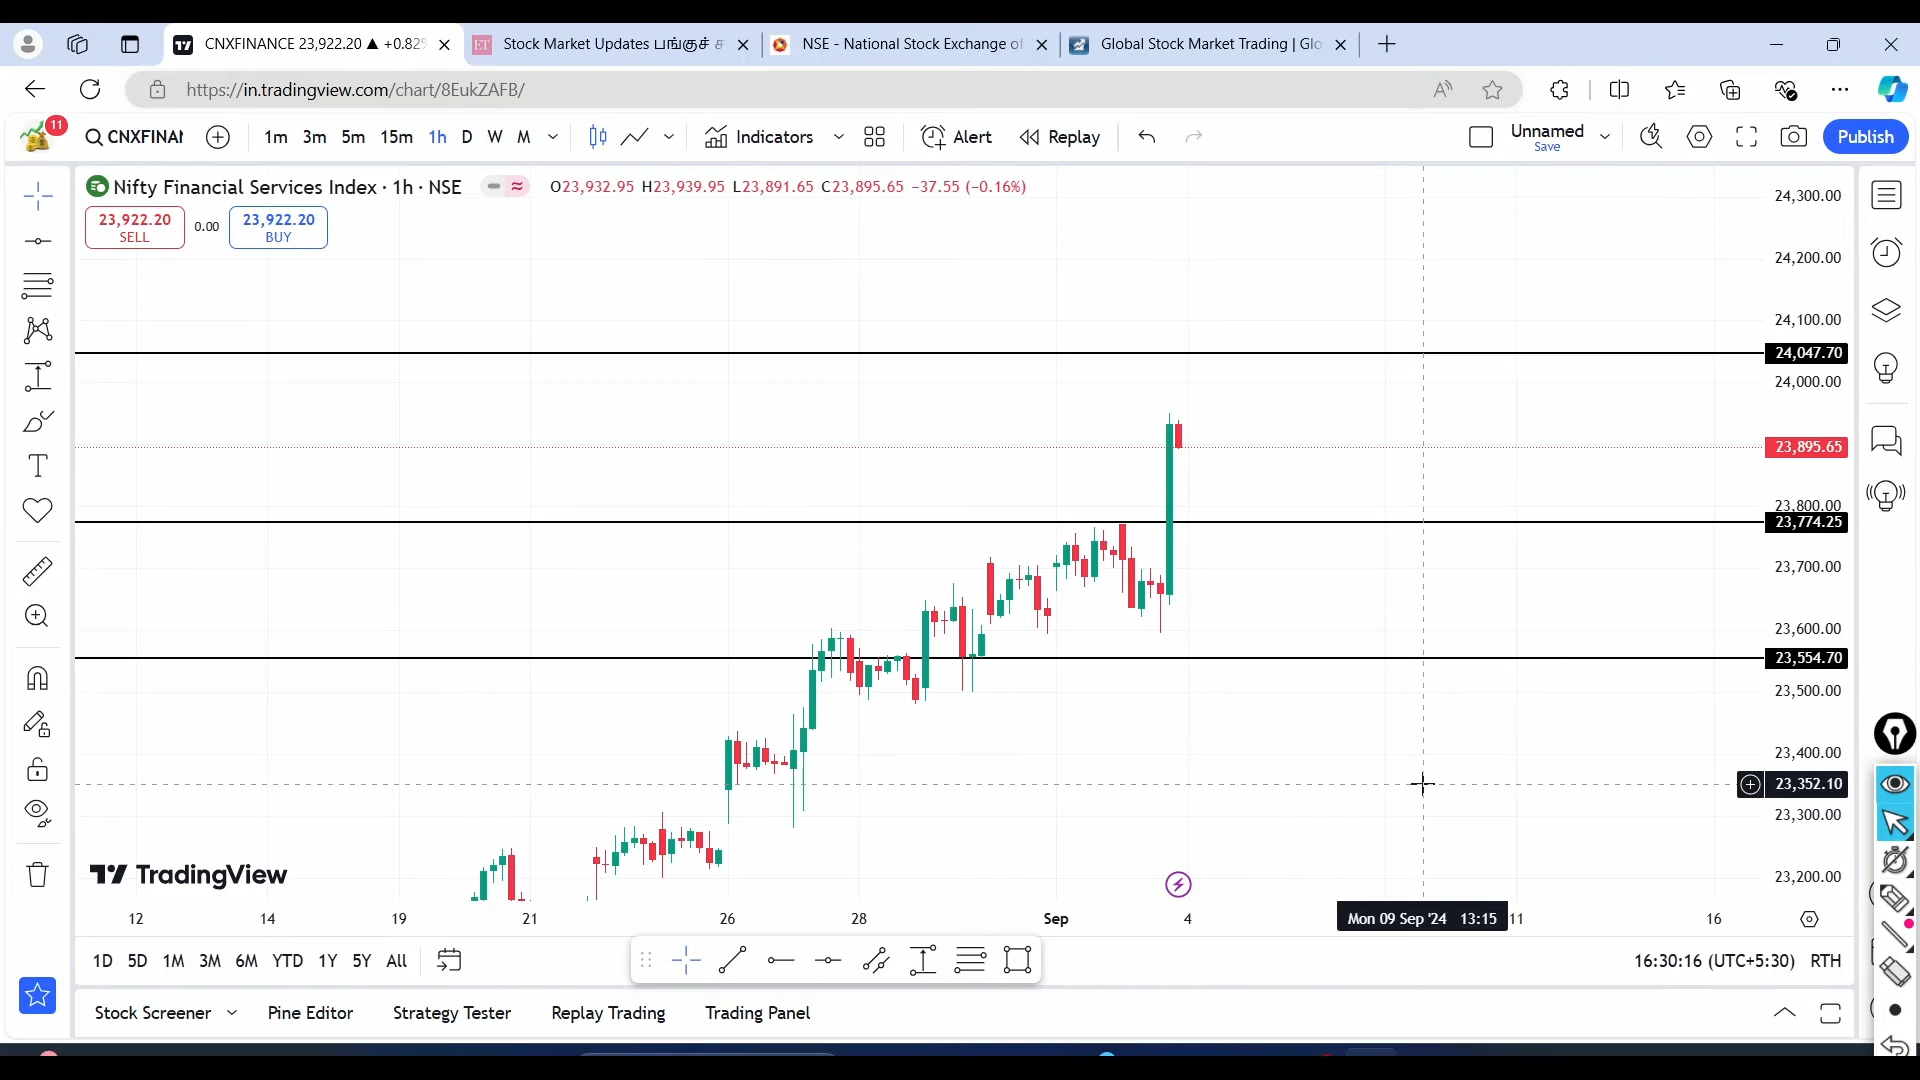 CNXFINANCE 23,922.20 ▲ +0.82%
Stock Market Updates பங்குச் ச
NSE - National Stock Exchange of
Global Stock Market Trading | Glo
https://in.tradingview.com/chart/8EukZAFB/
11
CNXFINAN
1m 3m 5m 15m 1h D W M
Indicators
Alert
Replay
Unnamed
Save
Publish
Nifty Financial Services Index · 1h · NSE
O23,932.95 H23,939.95 L23,891.65 C23,895.65 −37.55 (−0.16%)
23,922.20
SELL
0.00
23,922.20
BUY
24,300.00
24,200.00
24,100.00
24,047.70
24,000.00
23,895.65
23,800.00
23,774.25
23,700.00
23,600.00
23,554.70
23,500.00
23,400.00
23,352.10
23,300.00
23,200.00
TradingView
12 14 19 21 26 28 Sep 4 Mon 09 Sep '24 13:15 11 16
1D 5D 1M 3M 6M YTD 1Y 5Y All
16:30:16 (UTC+5:30) RTH
Stock Screener Pine Editor Strategy Tester Replay Trading Trading Panel